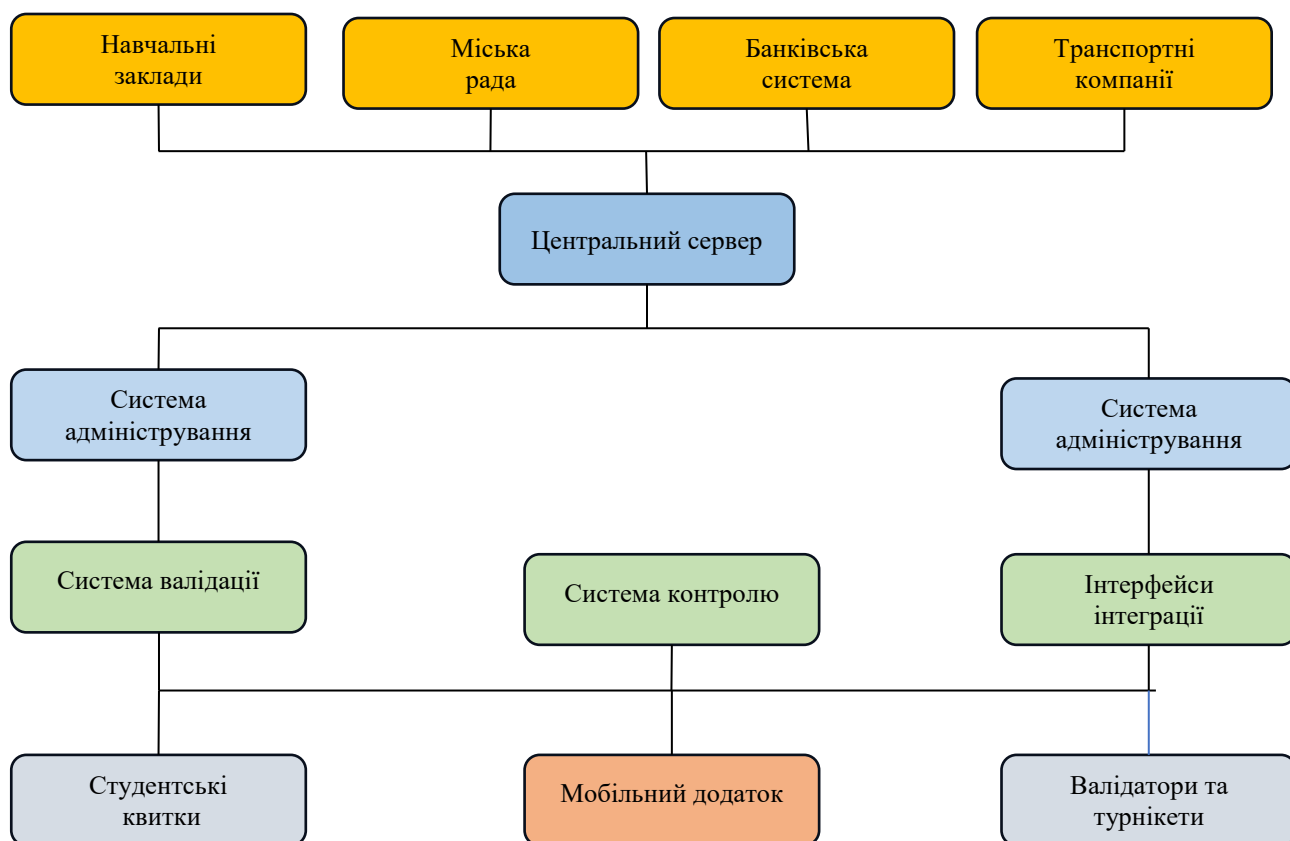 Навчальні
заклади
Міська
рада
Банківська
система
Транспортні
компанії
Центральний сервер
Система
адміністрування
Система
адміністрування
Система валідації
Система контролю
Інтерфейси
інтеграції
Студентські
квитки
Мобільний додаток
Валідатори та
турнікети